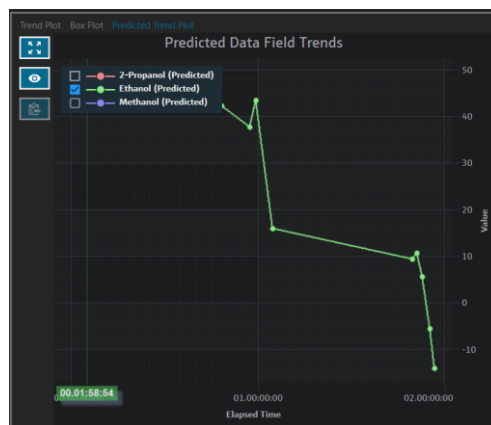 Trend Plot Box Plot Predicted Trend Plot
Predicted Data Field Trends
2-Propanol (Predicted)
Ethanol (Predicted)
Methanol (Predicted)
50
40
30
20
10
0
-10
Value
00.01:58:54
01.00:00:00
02.00:00:00
Elapsed Time